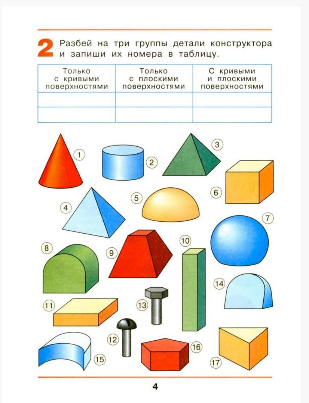 2 Разбей на три группы детали конструктора
и запиши их номера в таблицу.
Только
с кривыми
поверхностями
Только
с плоскими
поверхностями
С кривыми
и плоскими
поверхностями
1
2
3
4
5
6
7
8
9
10
11
12
13
14
15
16
17
4